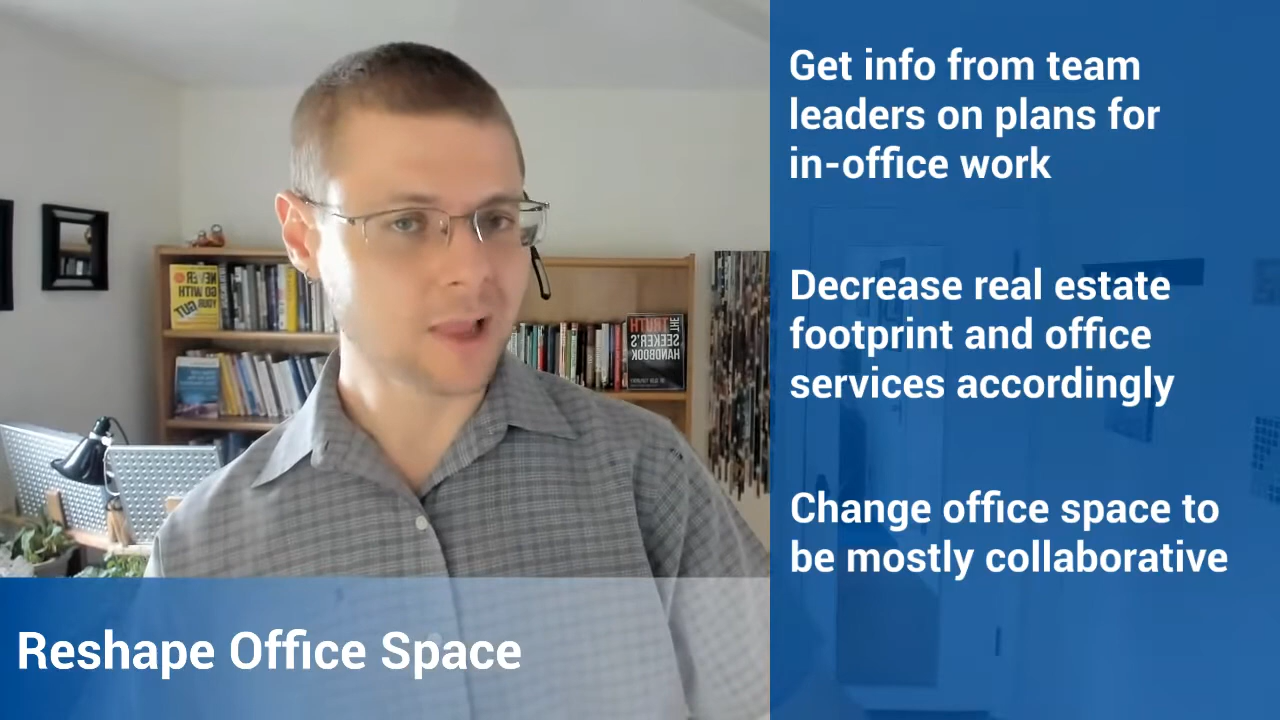 Get info from team
leaders on plans for
in-office work
Decrease real estate
footprint and office
services accordingly
Change office space to
be mostly collaborative
Reshape Office Space
NEVER
GO
WITH
YOUR
GUT
THE
TRUTH
SEEKER'S
HANDBOOK